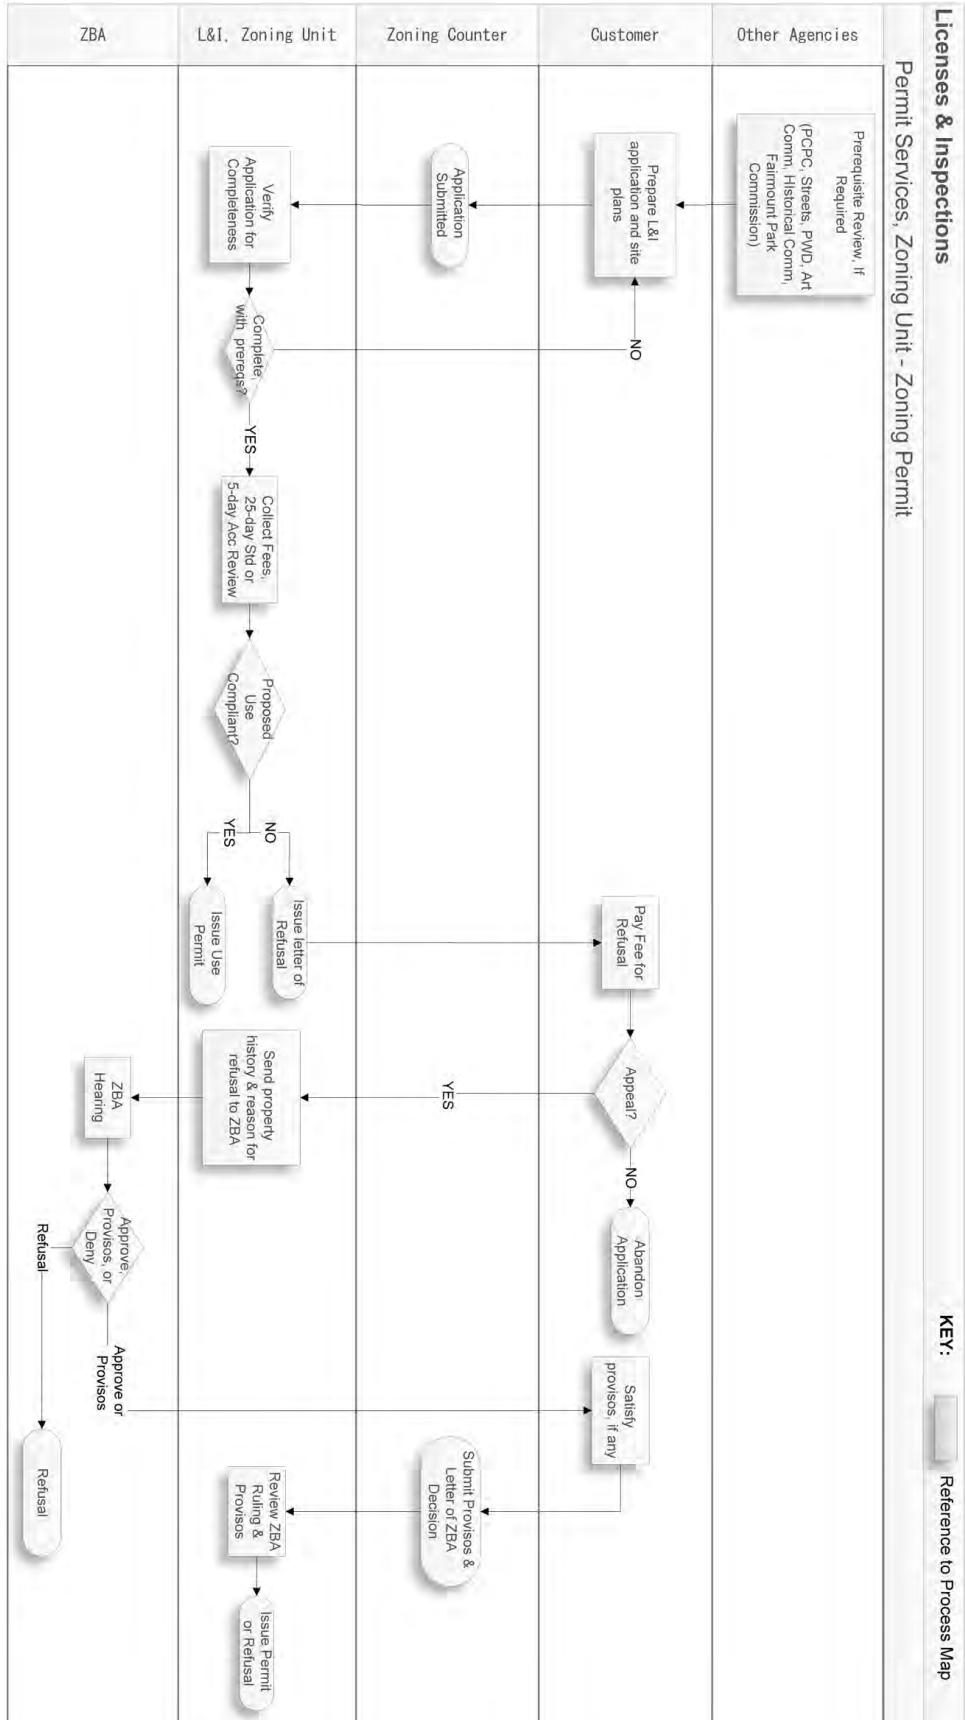 Licenses & Inspections
KEY:
Reference to Process Map
Permit Services, Zoning Unit - Zoning Permit
Other Agencies
Prerequisite Review, If
Required
(PCPC, Streets, PWD, Art
Comm, HIstorical Comm,
Fairmount Park
Commission)
Customer
Prepare L&I
application and site
plans
NO
Pay Fee for
Refusal
Appeal?
NO
Abandon
Application
Satisfy
provisos, if any
Zoning Counter
Application
Submitted
YES
Submit Provisos &
Letter of ZBA
Decision
L&I, Zoning Unit
Verify
Application for
Completeness
Complete,
with prereqs?
YES
Collect Fees,
25-day Std or
5-day Acc Review
Proposed
Use
Compliant?
NO
YES
Issue letter of
Refusal
Issue Use
Permit
Send property
history & reason for
refusal to ZBA
Review ZBA
Ruling &
Provisos
Issue Permit
or Refusal
ZBA
ZBA
Hearing
Approve,
Provisos, or
Deny
Approve or
Provisos
Refusal
Refusal